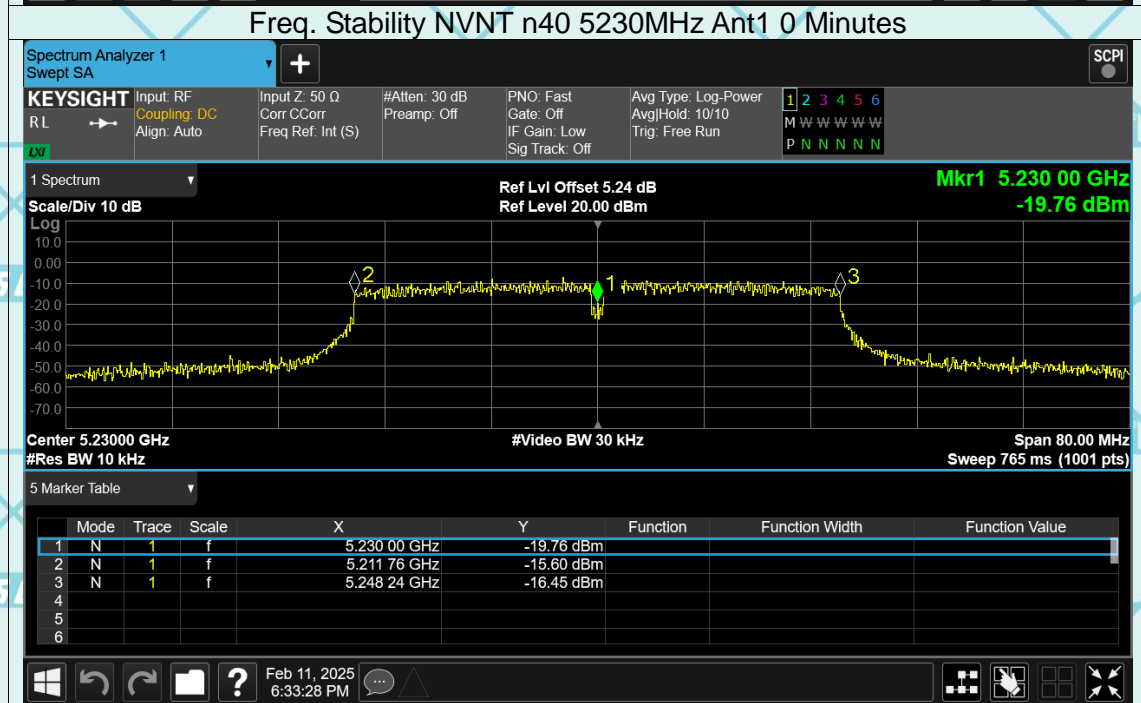 Freq. Stability NVNT n40 5230MHz Ant1 0 Minutes
Spectrum Analyzer 1
Swept SA
SCPI
KEYSIGHT Input: RF Input Z: 50 Ω #Atten: 30 dB PNO: Fast Avg Type: Log-Power 1 2 3 4 5 6
RL Coupling: DC Corr CCorr Preamp: Off Gate: Off Avg|Hold: 10/10 M W W W W W
Align: Auto Freq Ref: Int (S) IF Gain: Low Trig: Free Run
LXI Sig Track: Off P N N N N N
1 Spectrum Ref Lvl Offset 5.24 dB Mkr1 5.230 00 GHz
Scale/Div 10 dB Ref Level 20.00 dBm -19.76 dBm
Log
10.0
0.00
-10.0 2 1 3
-20.0
-30.0
-40.0
-50.0
-60.0
-70.0
Center 5.23000 GHz #Video BW 30 kHz Span 80.00 MHz
#Res BW 10 kHz Sweep 765 ms (1001 pts)
5 Marker Table
Mode Trace Scale X Y Function Function Width Function Value
1 N 1 f 5.230 00 GHz -19.76 dBm
2 N 1 f 5.211 76 GHz -15.60 dBm
3 N 1 f 5.248 24 GHz -16.45 dBm
4
5
6
? Feb 11, 2025
6:33:28 PM